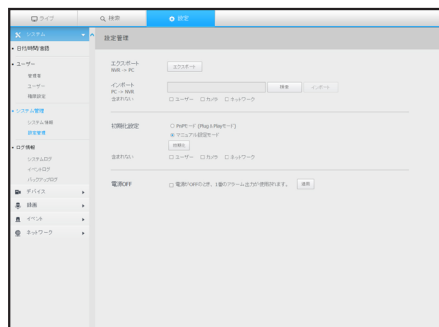 ライブ
検索
設定
システム
設定管理
日付/時間/言語
ユーザー
管理者
ユーザー
権限設定
システム管理
システム情報
設定管理
ログ情報
システムログ
イベントログ
バックアップログ
デバイス
録画
イベント
ネットワーク
エクスポート
NVR -> PC
エクスポート
インポート
PC -> NVR
検索
インポート
含まれない
ユーザー
カメラ
ネットワーク
初期化設定
PnPモード (Plug & Playモード)
マニュアル設定モード
初期化
含まれない
ユーザー
カメラ
ネットワーク
電源OFF
電源がOFFのとき、1番のアラーム出力が使用されます。
適用